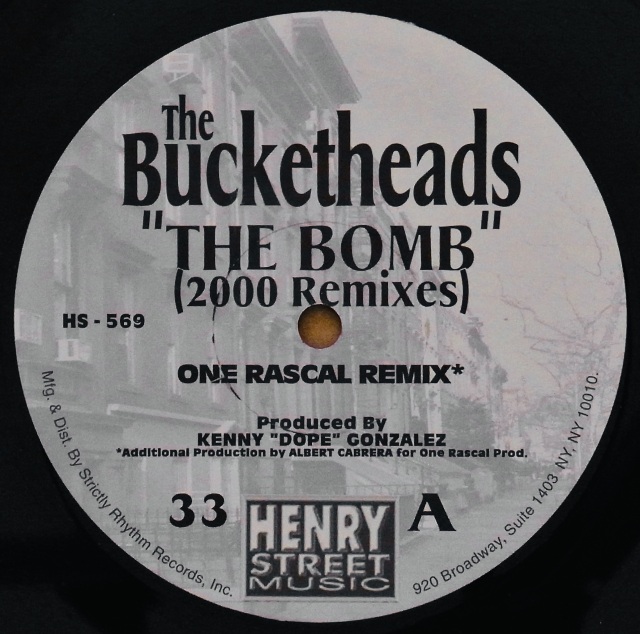 The
Bucketheads
"THE BOMB"
(2000 Remixes)
HS - 569
ONE RASCAL REMIX*
Produced By
KENNY "DOPE" GONZALEZ
*Additional Production by ALBERT CABRERA for One Rascal Prod.
33
A
HENRY
STREET
MUSIC
Mfg. & Dist. By Strictly Rhythm Records, Inc.
920 Broadway, Suite 1403 NY, NY 10010.